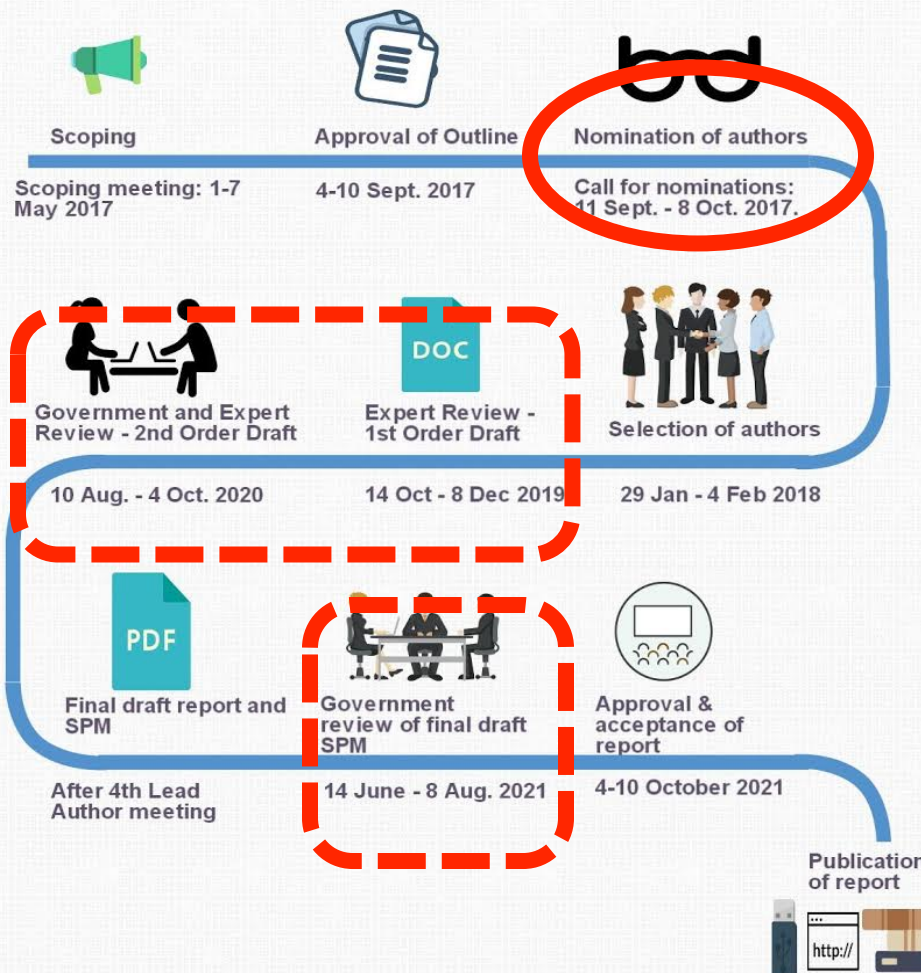 Scoping
Approval of Outline
Nomination of authors
Scoping meeting: 1-7
May 2017
4-10 Sept. 2017
Call for nominations:
11 Sept. - 8 Oct. 2017.
DOC
Government and Expert
Review - 2nd Order Draft
Expert Review -
1st Order Draft
Selection of authors
10 Aug. - 4 Oct. 2020
14 Oct - 8 Dec 2019
29 Jan - 4 Feb 2018
PDF
Final draft report and
SPM
Government
review of final draft
SPM
Approval &
acceptance of
report
After 4th Lead
Author meeting
14 June - 8 Aug. 2021
4-10 October 2021
Publication
of report
http://